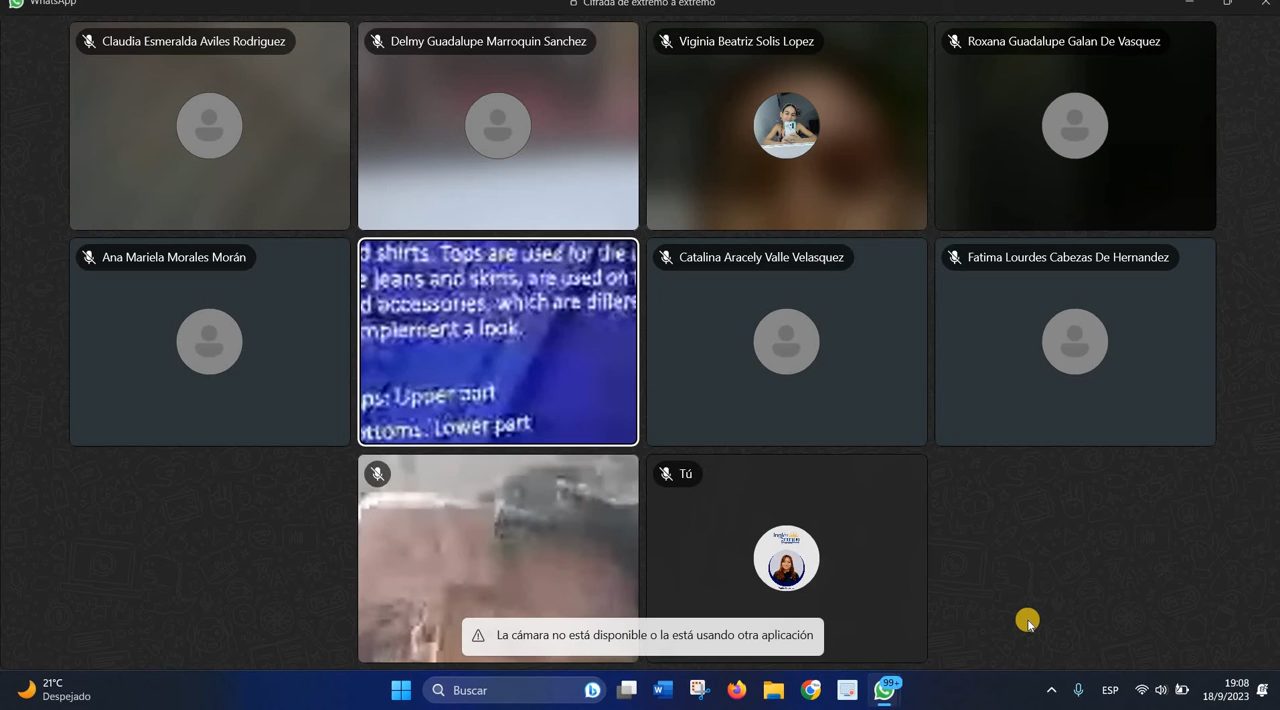 WhatsApp
Cifrada de extremo a extremo
Claudia Esmeralda Aviles Rodriguez
Delmy Guadalupe Marroquin Sanchez
Viginia Beatriz Solis Lopez
Roxana Guadalupe Galan De Vasquez
Ana Mariela Morales Morán
d shirts. Tops are used for the
e jeans and skins, are used on
d accessories, which are differe
mplement a look.
ps: Upper part
ttoms. Lower part
Catalina Aracely Valle Velasquez
Fatima Lourdes Cabezas De Hernandez
Tú
La cámara no está disponible o la está usando otra aplicación
21°C
Despejado
Buscar
99+
ESP
19:08
18/9/2023